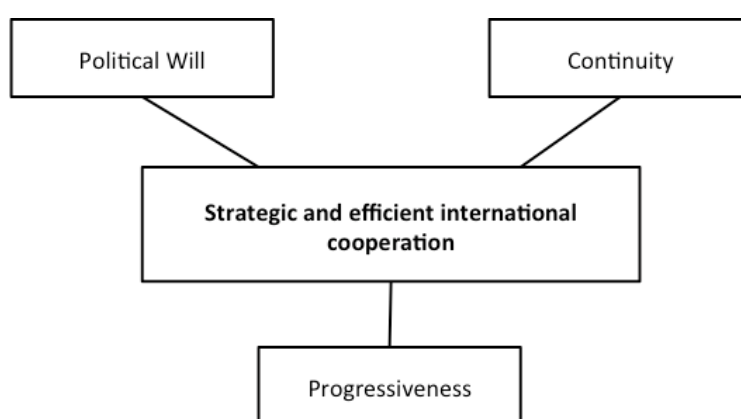 Political Will
Continuity
Strategic and efficient international
cooperation
Progressiveness